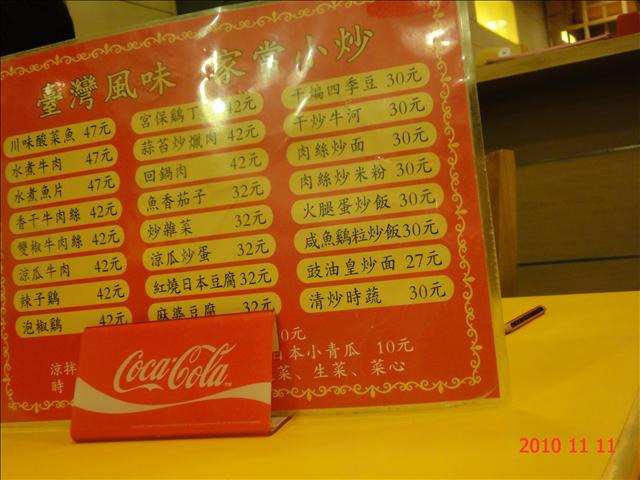 臺灣風味 家常小炒
川味酸菜魚 47元
水煮牛肉 47元
水煮魚片 47元
香干牛肉絲 42元
雙椒牛肉絲 42元
涼瓜牛肉 42元
辣子鷄 42元
泡椒鷄 42元
宮保鷄丁 42元
蒜苔炒臘肉 42元
回鍋肉 42元
魚香茄子 32元
炒雜菜 32元
涼瓜炒蛋 32元
紅燒日本豆腐 32元
麻婆豆腐 32元
干煸四季豆 30元
干炒牛河 30元
肉絲炒面 30元
肉絲炒米粉 30元
火腿蛋炒飯 30元
咸魚鷄粒炒飯 30元
豉油皇炒面 27元
清炒時蔬 30元
0元
涼拌
本小青瓜 10元
時
菜、生菜、菜心
Coca-Cola
2010 11 11